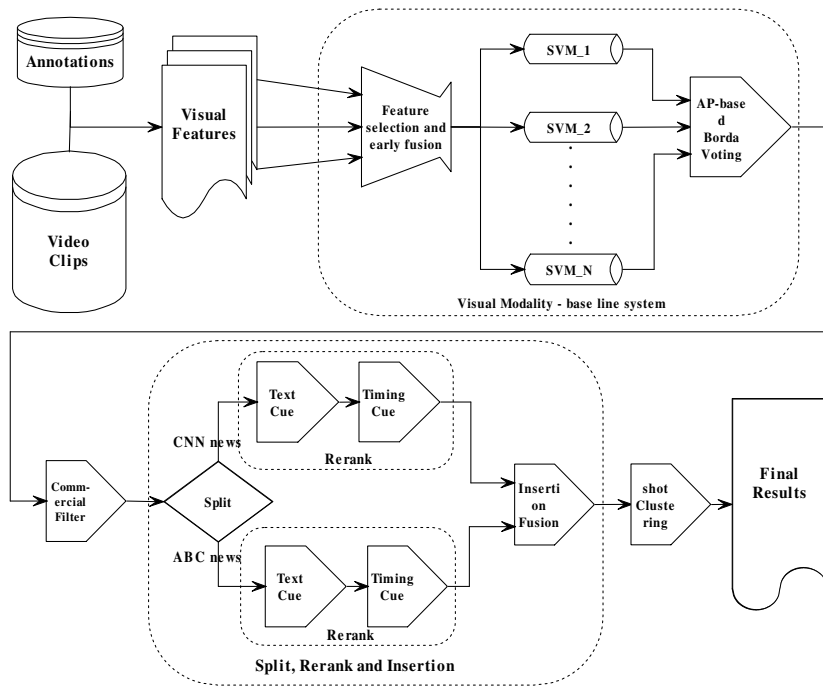 Annotations
Video
Clips
Visual
Features
Feature
selection and
early fusion
SVM_1
SVM_2
SVM_N
AP-base
d
Borda
Voting
Visual Modality - base line system
Comm-
ercial
Filter
Split
CNN news
Text
Cue
Timing
Cue
Rerank
ABC news
Text
Cue
Timing
Cue
Rerank
Inserti
on
Fusion
Split, Rerank and Insertion
shot
Cluste
ring
Final
Results